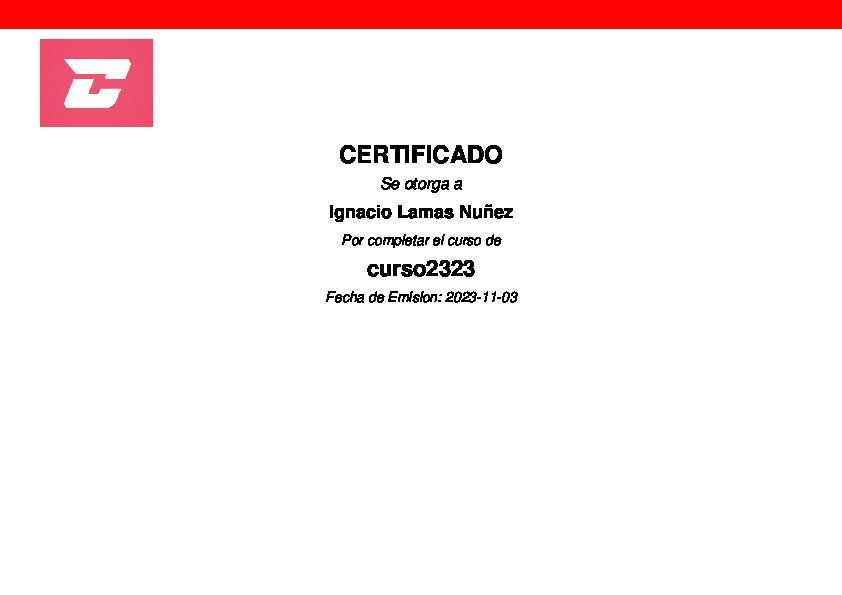 CERTIFICADO
Se otorga a
Ignacio Lamas Nuñez
Por completar el curso de
curso2323
Fecha de Emision: 2023-11-03